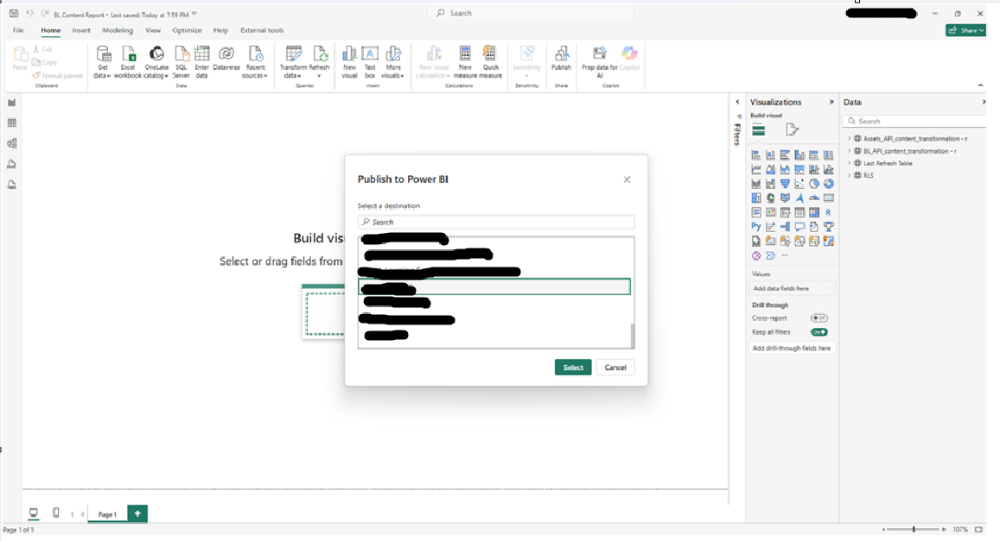 BL Content Report • Last saved: Today at 7:19 PM
Search
File Home Insert Modeling View Optimize Help External tools
Share
Paste
Cut
Copy
Format painter
Clipboard
Get data
Excel workbook
OneLake catalog
SQL Server
Enter data
Dataverse
Recent sources
Data
Transform data
Refresh
Queries
New visual
Text box
More visuals
Insert
New visual calculation
New measure
Quick measure
Calculations
Sensitivity
Sensitivity
Publish
Share
Prep data for AI
Copilot
Copilot
Build vis
Select or drag fields from
Publish to Power BI
Select a destination
Search
Select
Cancel
Filters
Visualizations
Build visual
R
Py
Values
Add data fields here
Drill through
Cross-report
Off
Keep all filters
On
Add drill-through fields here
Data
Search
Assets_API_content_transformation - r
BL_API_content_transformation - r
Last Refresh Table
RLS
Page 1
Page 1 of 1
107%